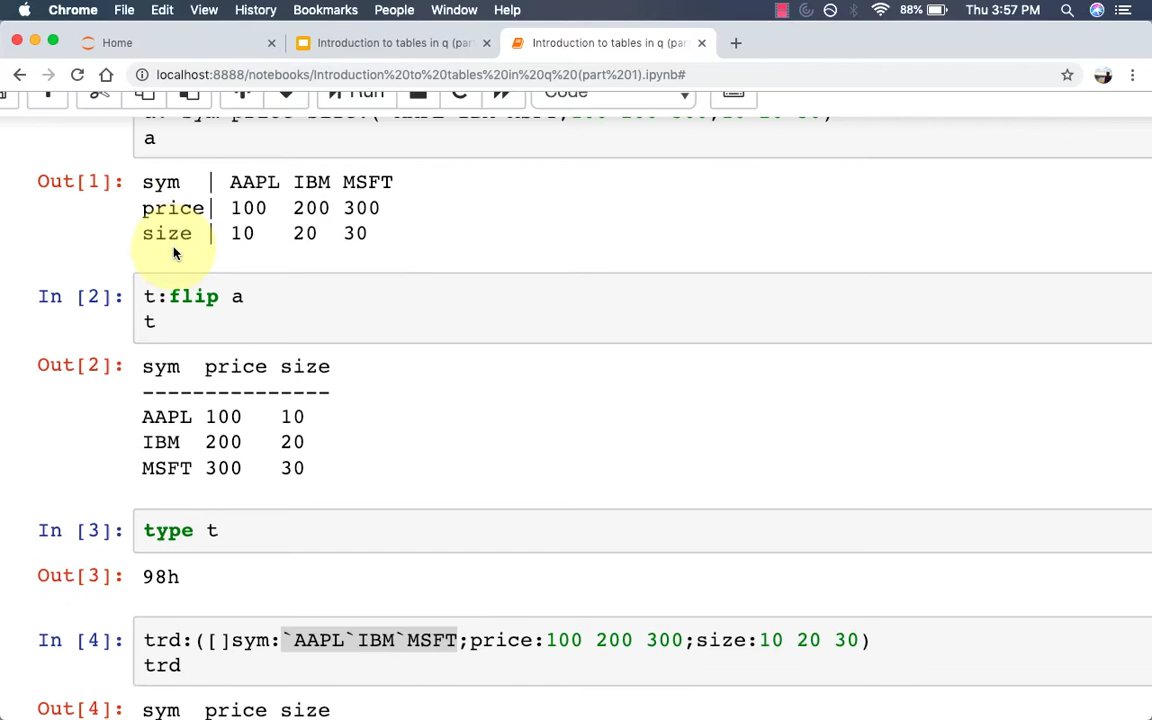 Chrome File Edit View History Bookmarks People Window Help 88% Thu 3:57 PM
Home Introduction to tables in q (part Introduction to tables in q (part
localhost:8888/notebooks/Introduction%20to%20tables%20in%20q%20(part%201).ipynb#
Run Code
a
Out[1]: sym | AAPL IBM MSFT
price| 100 200 300
size | 10 20 30
In [2]: t:flip a
t
Out[2]: sym price size
---------------
AAPL 100 10
IBM 200 20
MSFT 300 30
In [3]: type t
Out[3]: 98h
In [4]: trd:([]sym:`AAPL`IBM`MSFT;price:100 200 300;size:10 20 30)
trd
Out[4]: sym price size